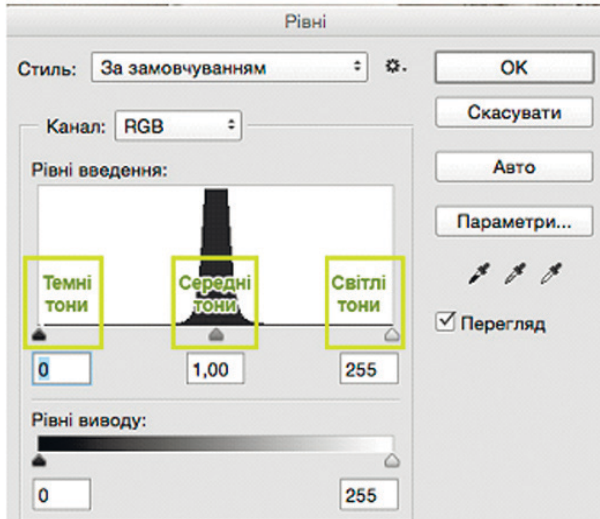 Рівні
Стиль: За замовчуванням
OK
Скасувати
Канал: RGB
Авто
Рівні введення:
Параметри...
Темні тони
Середні тони
Світлі тони
Перегляд
0 1,00 255
Рівні виводу:
0 255